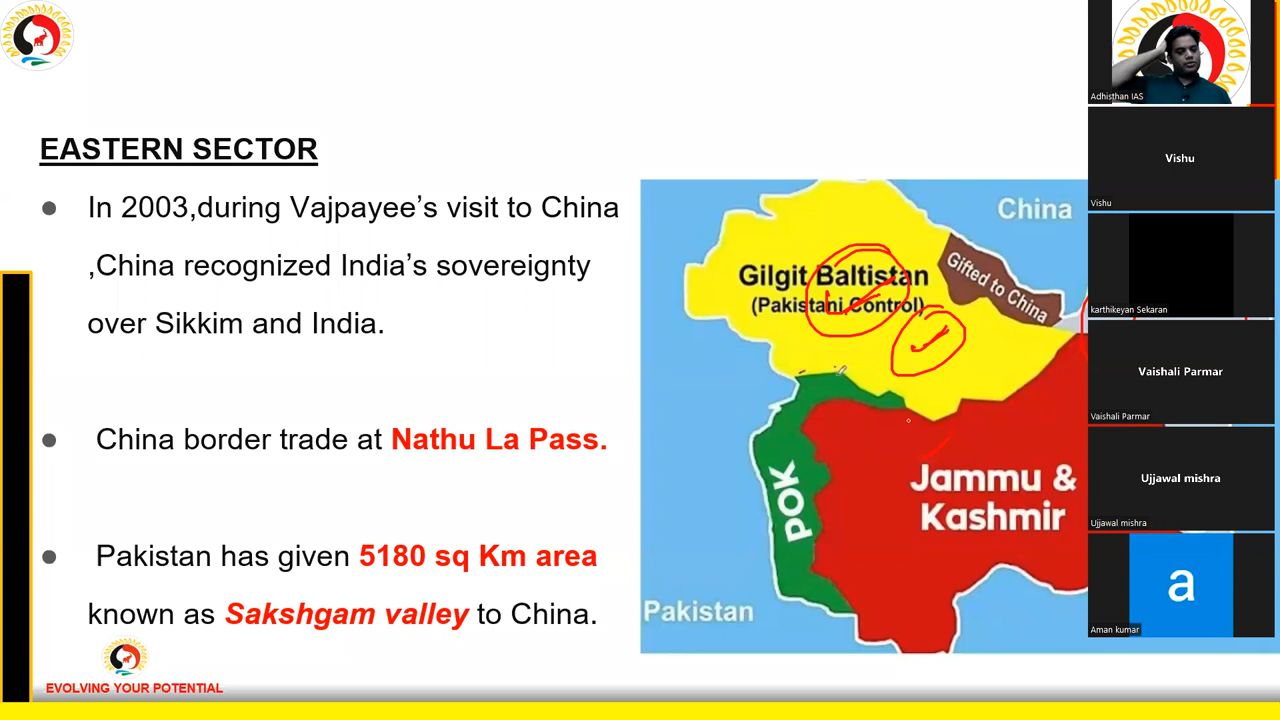 EASTERN SECTOR
● In 2003,during Vajpayee’s visit to China
,China recognized India’s sovereignty
over Sikkim and India.
● China border trade at Nathu La Pass.
● Pakistan has given 5180 sq Km area
known as Sakshgam valley to China.
EVOLVING YOUR POTENTIAL
China
Gilgit Baltistan
(Pakistani Control)
Gifted to China
POK
Jammu &
Kashmir
Pakistan
Adhisthan IAS
Vishu
Vishu
karthikeyan Sekaran
Vaishali Parmar
Vaishali Parmar
Ujjawal mishra
Ujjawal mishra
a
Aman kumar